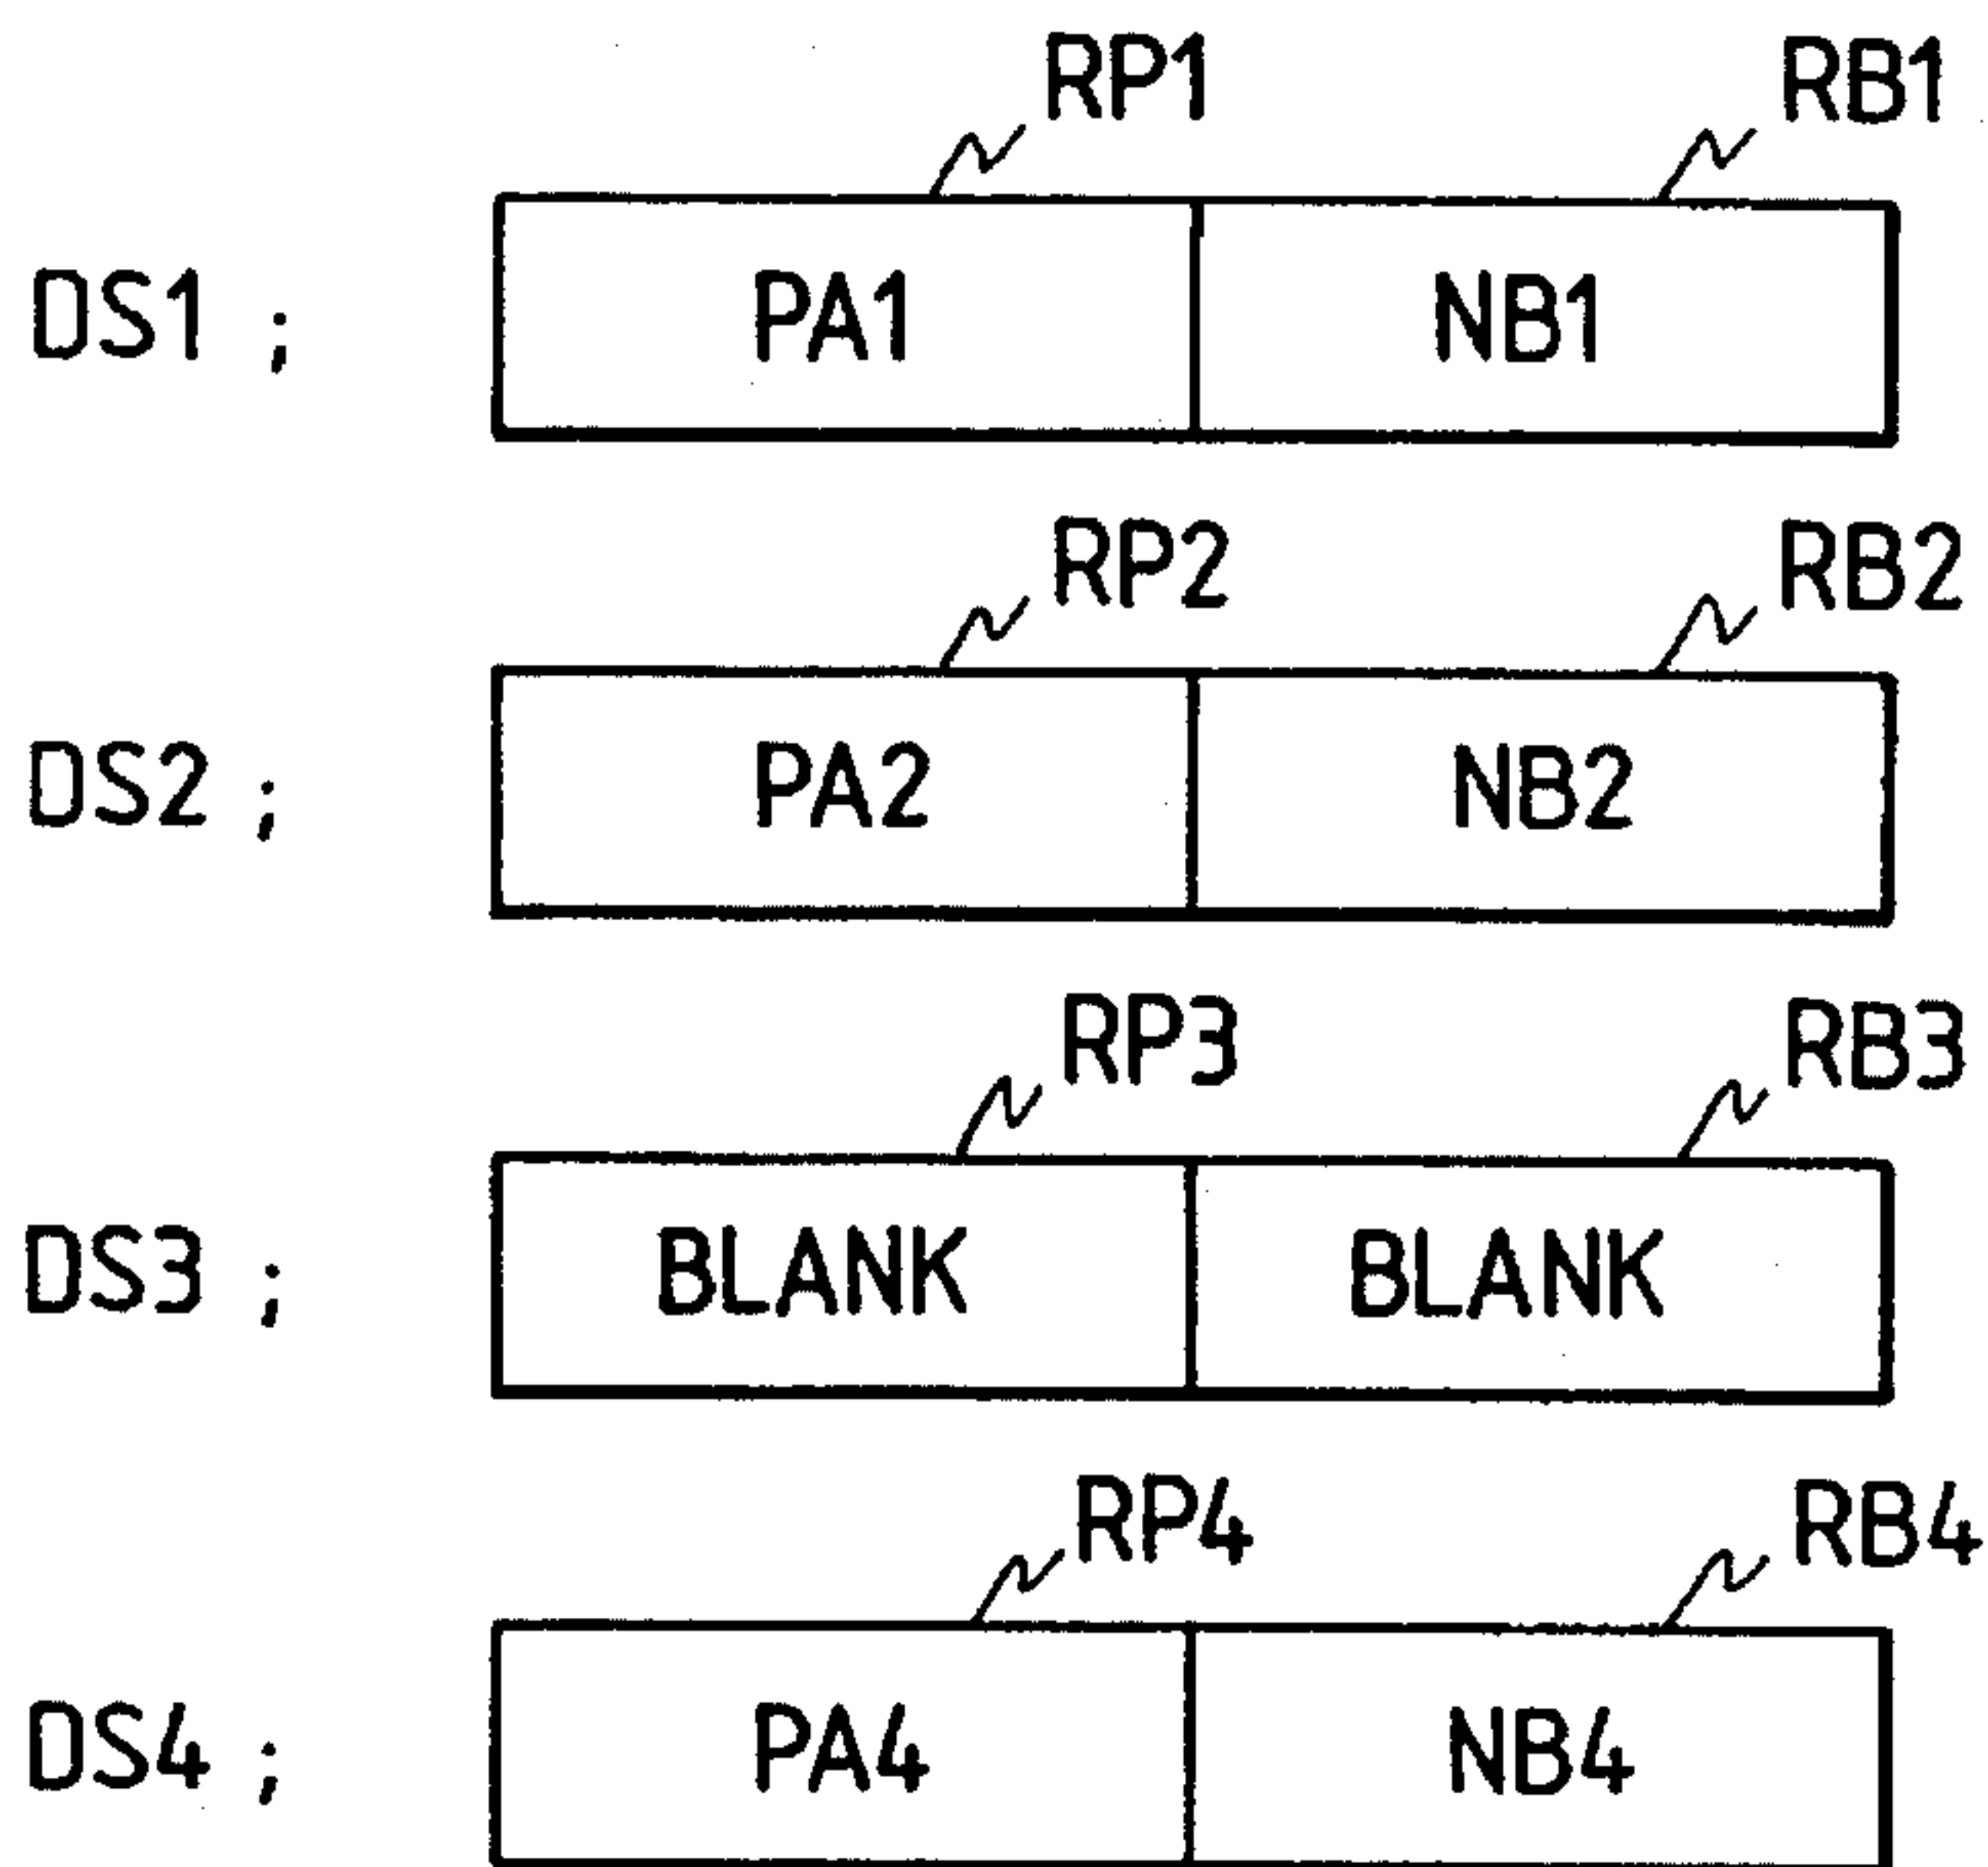 RP1 RB1
DS1 ; PA1 NB1
RP2 RB2
DS2 ; PA2 NB2
RP3 RB3
DS3 ; BLANK BLANK
RP4 RB4
DS4 ; PA4 NB4